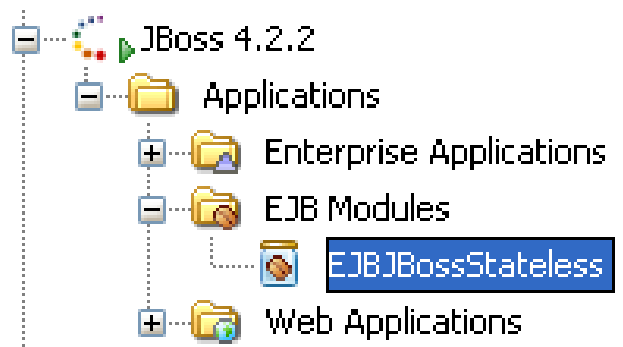 JBoss 4.2.2
Applications
Enterprise Applications
EJB Modules
EJBJBossStateless
Web Applications